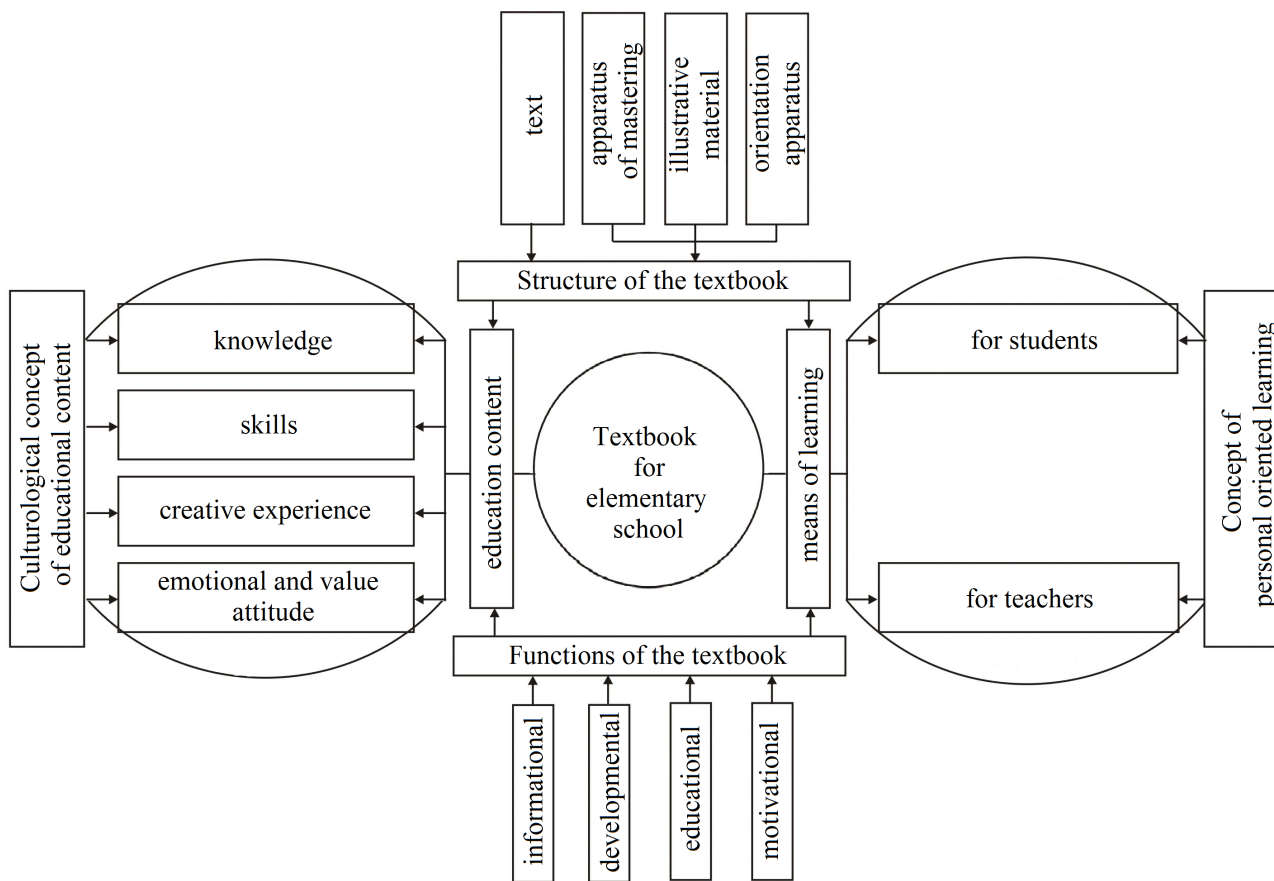 text
apparatus
of mastering
illustrative
material
orientation
apparatus
Structure of the textbook
Culturological concept
of educational content
knowledge
skills
creative experience
emotional and value
attitude
education content
Textbook
for
elementary
school
means of learning
for students
for teachers
Concept of
personal oriented learning
Functions of the textbook
informational
developmental
educational
motivational